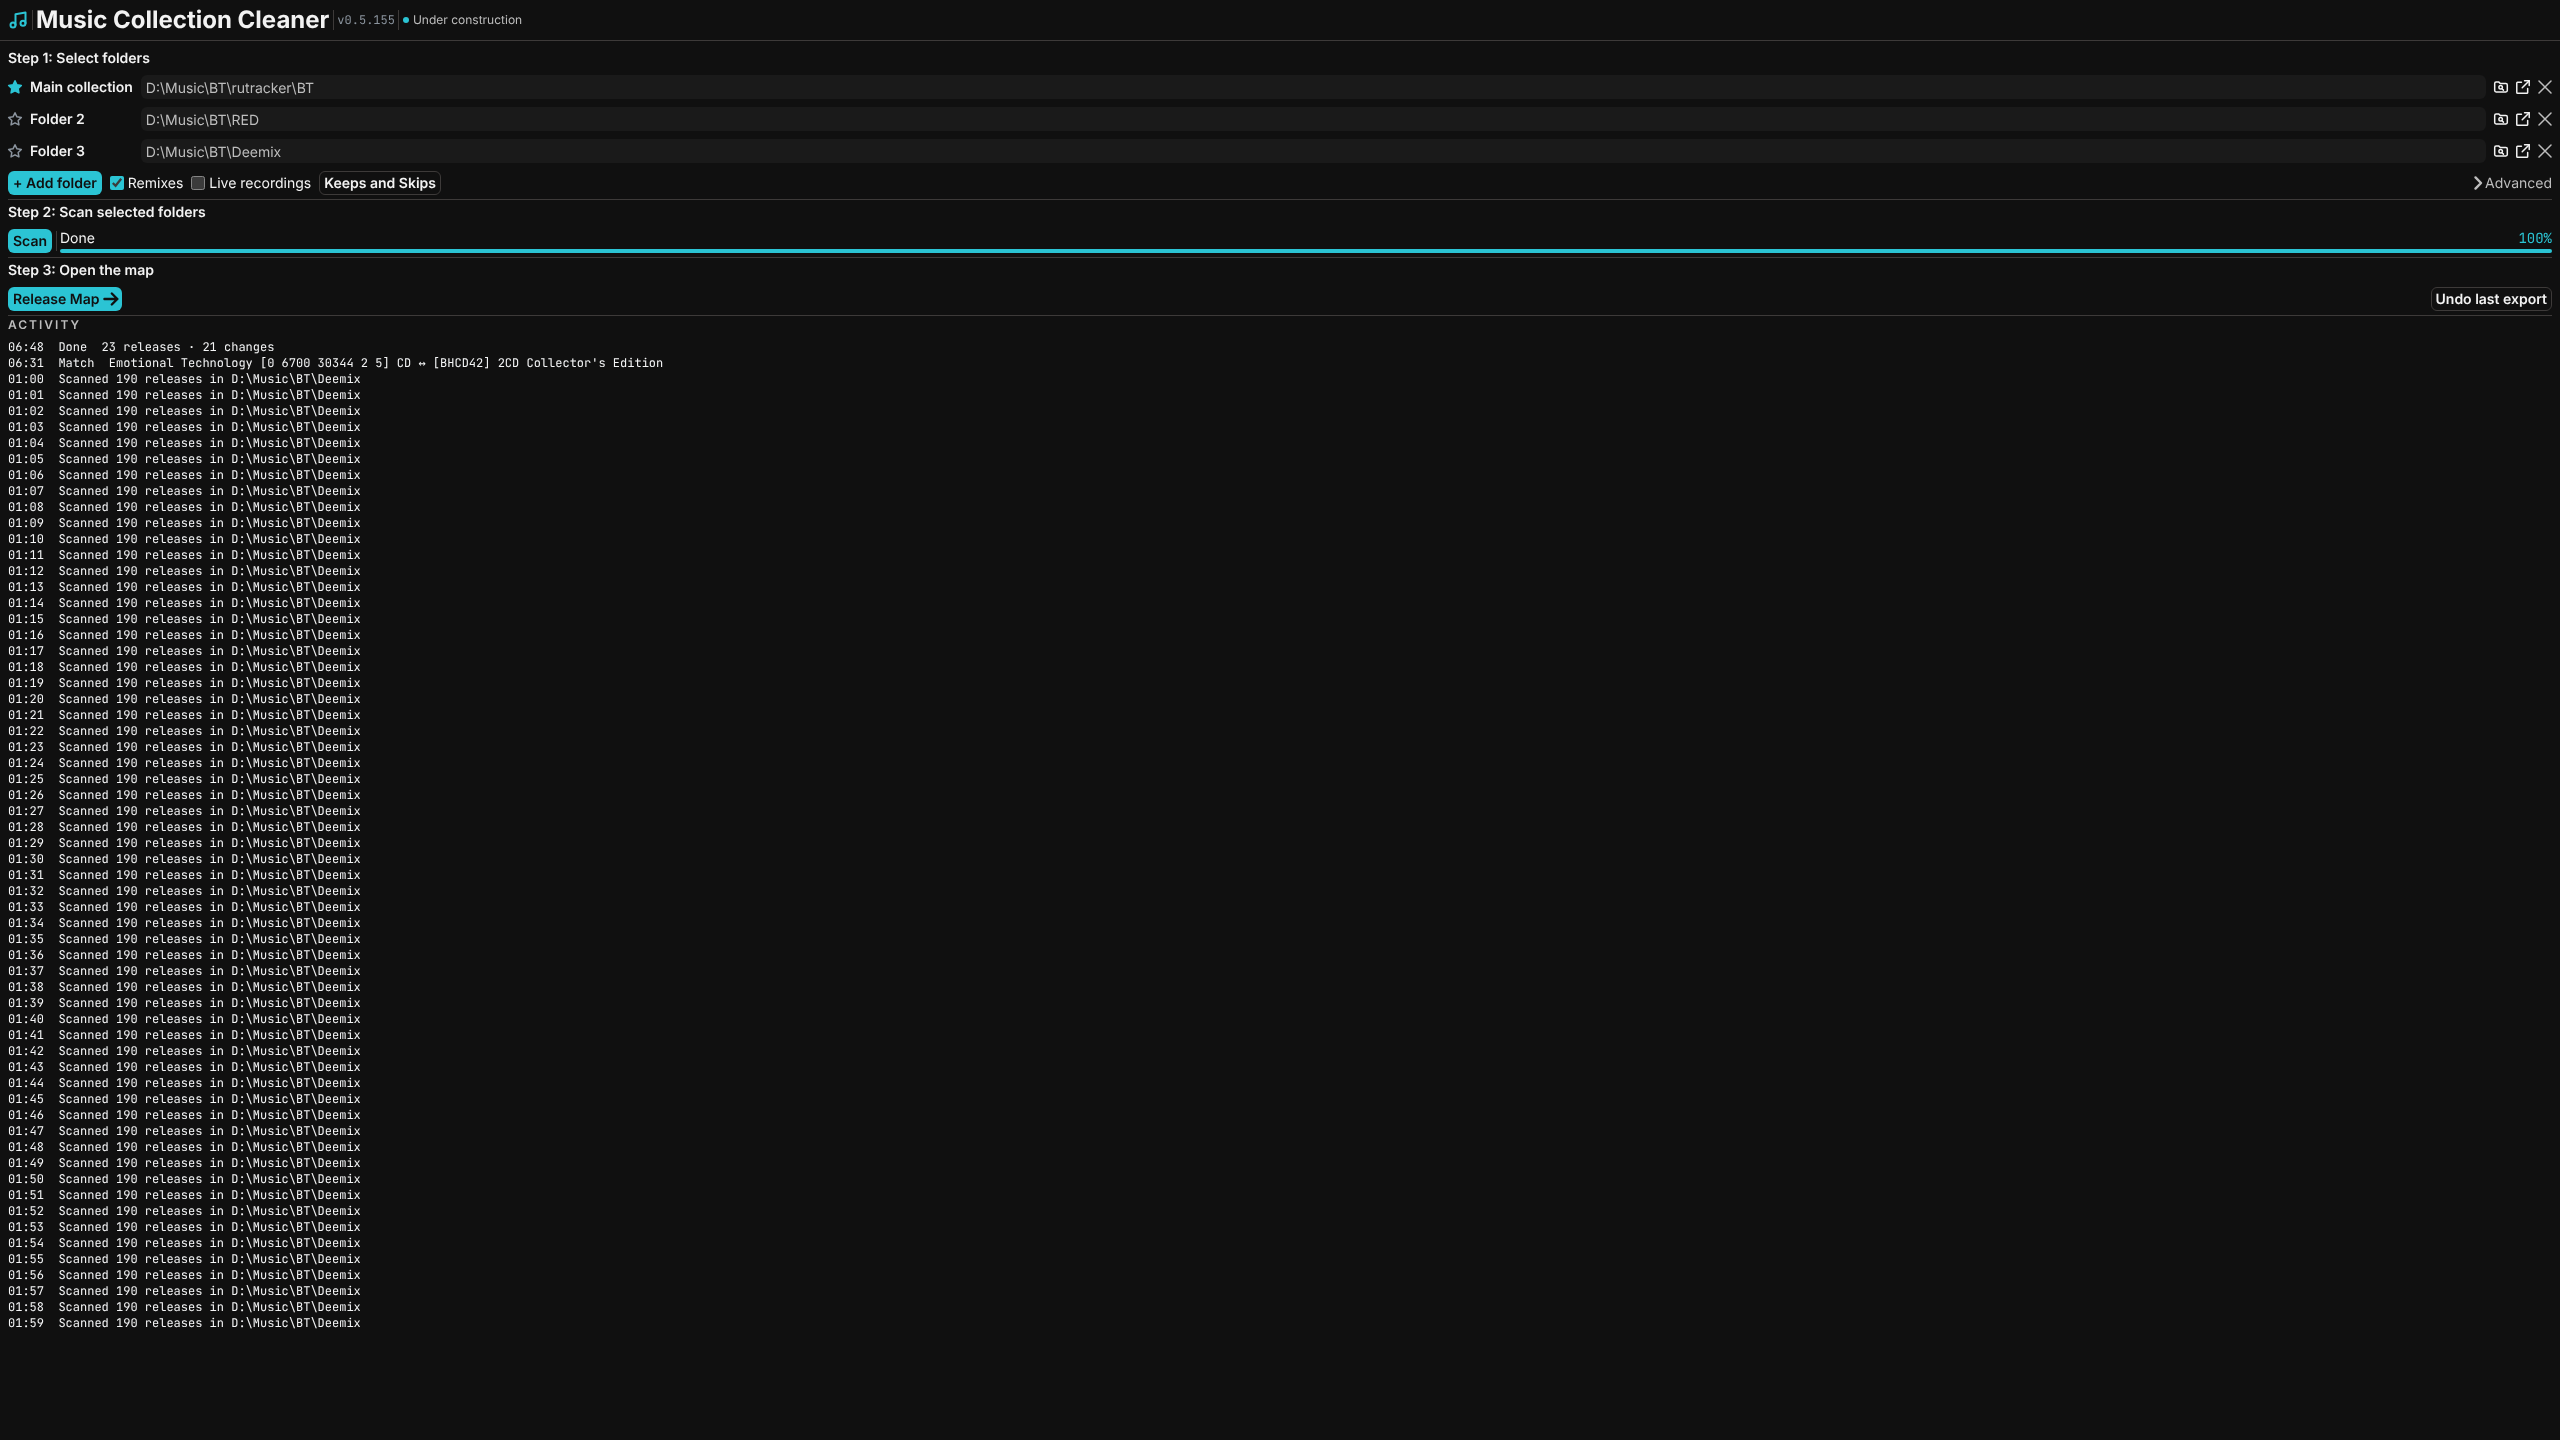 Music Collection Cleaner v0.5.155 Under construction
Step 1: Select folders
Main collection D:\Music\BT\rutracker\BT
Folder 2 D:\Music\BT\RED
Folder 3 D:\Music\BT\Deemix
+ Add folder Remixes Live recordings Keeps and Skips Advanced
Step 2: Scan selected folders
Scan Done 100%
Step 3: Open the map
Release Map Undo last export
ACTIVITY
06:48 Done 23 releases · 21 changes
06:31 Match Emotional Technology [0 6700 30344 2 5] CD ↔ [BHCD42] 2CD Collector's Edition
01:00 Scanned 190 releases in D:\Music\BT\Deemix
01:01 Scanned 190 releases in D:\Music\BT\Deemix
01:02 Scanned 190 releases in D:\Music\BT\Deemix
01:03 Scanned 190 releases in D:\Music\BT\Deemix
01:04 Scanned 190 releases in D:\Music\BT\Deemix
01:05 Scanned 190 releases in D:\Music\BT\Deemix
01:06 Scanned 190 releases in D:\Music\BT\Deemix
01:07 Scanned 190 releases in D:\Music\BT\Deemix
01:08 Scanned 190 releases in D:\Music\BT\Deemix
01:09 Scanned 190 releases in D:\Music\BT\Deemix
01:10 Scanned 190 releases in D:\Music\BT\Deemix
01:11 Scanned 190 releases in D:\Music\BT\Deemix
01:12 Scanned 190 releases in D:\Music\BT\Deemix
01:13 Scanned 190 releases in D:\Music\BT\Deemix
01:14 Scanned 190 releases in D:\Music\BT\Deemix
01:15 Scanned 190 releases in D:\Music\BT\Deemix
01:16 Scanned 190 releases in D:\Music\BT\Deemix
01:17 Scanned 190 releases in D:\Music\BT\Deemix
01:18 Scanned 190 releases in D:\Music\BT\Deemix
01:19 Scanned 190 releases in D:\Music\BT\Deemix
01:20 Scanned 190 releases in D:\Music\BT\Deemix
01:21 Scanned 190 releases in D:\Music\BT\Deemix
01:22 Scanned 190 releases in D:\Music\BT\Deemix
01:23 Scanned 190 releases in D:\Music\BT\Deemix
01:24 Scanned 190 releases in D:\Music\BT\Deemix
01:25 Scanned 190 releases in D:\Music\BT\Deemix
01:26 Scanned 190 releases in D:\Music\BT\Deemix
01:27 Scanned 190 releases in D:\Music\BT\Deemix
01:28 Scanned 190 releases in D:\Music\BT\Deemix
01:29 Scanned 190 releases in D:\Music\BT\Deemix
01:30 Scanned 190 releases in D:\Music\BT\Deemix
01:31 Scanned 190 releases in D:\Music\BT\Deemix
01:32 Scanned 190 releases in D:\Music\BT\Deemix
01:33 Scanned 190 releases in D:\Music\BT\Deemix
01:34 Scanned 190 releases in D:\Music\BT\Deemix
01:35 Scanned 190 releases in D:\Music\BT\Deemix
01:36 Scanned 190 releases in D:\Music\BT\Deemix
01:37 Scanned 190 releases in D:\Music\BT\Deemix
01:38 Scanned 190 releases in D:\Music\BT\Deemix
01:39 Scanned 190 releases in D:\Music\BT\Deemix
01:40 Scanned 190 releases in D:\Music\BT\Deemix
01:41 Scanned 190 releases in D:\Music\BT\Deemix
01:42 Scanned 190 releases in D:\Music\BT\Deemix
01:43 Scanned 190 releases in D:\Music\BT\Deemix
01:44 Scanned 190 releases in D:\Music\BT\Deemix
01:45 Scanned 190 releases in D:\Music\BT\Deemix
01:46 Scanned 190 releases in D:\Music\BT\Deemix
01:47 Scanned 190 releases in D:\Music\BT\Deemix
01:48 Scanned 190 releases in D:\Music\BT\Deemix
01:49 Scanned 190 releases in D:\Music\BT\Deemix
01:50 Scanned 190 releases in D:\Music\BT\Deemix
01:51 Scanned 190 releases in D:\Music\BT\Deemix
01:52 Scanned 190 releases in D:\Music\BT\Deemix
01:53 Scanned 190 releases in D:\Music\BT\Deemix
01:54 Scanned 190 releases in D:\Music\BT\Deemix
01:55 Scanned 190 releases in D:\Music\BT\Deemix
01:56 Scanned 190 releases in D:\Music\BT\Deemix
01:57 Scanned 190 releases in D:\Music\BT\Deemix
01:58 Scanned 190 releases in D:\Music\BT\Deemix
01:59 Scanned 190 releases in D:\Music\BT\Deemix